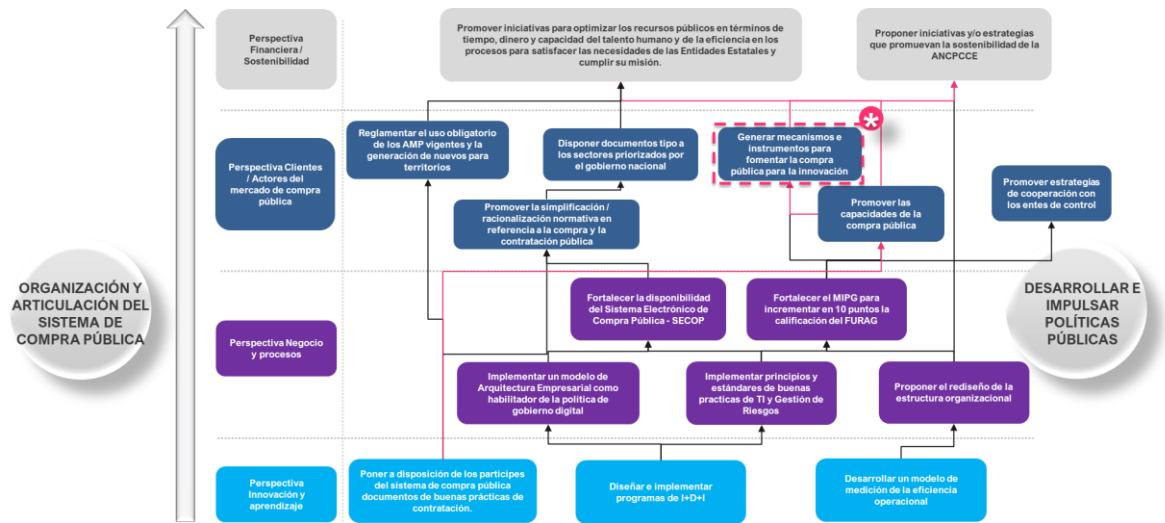 Perspectiva
Financiera /
Sostenibilidad
Promover iniciativas para optimizar los recursos públicos en términos de
tiempo, dinero y capacidad del talento humano y de la eficiencia en los
procesos para satisfacer las necesidades de las Entidades Estatales y
cumplir su misión.
Proponer iniciativas y/o estrategias
que promuevan la sostenibilidad de la
ANCPCCE
Perspectiva Clientes
/ Actores del
mercado de compra
pública
Reglamentar el uso obligatorio
de los AMP vigentes y la
generación de nuevos para
territorios
Disponer documentos tipo a
los sectores priorizados por
el gobierno nacional
Generar mecanismos e
instrumentos para
fomentar la compra
pública para la innovación
*
Promover estrategias
de cooperación con
los entes de control
Promover la simplificación /
racionalización normativa en
referencia a la compra y la
contratación pública
Promover las
capacidades de la
compra pública
ORGANIZACIÓN Y
ARTICULACIÓN DEL
SISTEMA DE
COMPRA PÚBLICA
DESARROLLAR E
IMPULSAR
POLÍTICAS
PÚBLICAS
Perspectiva Negocio
y procesos
Fortalecer la disponibilidad
del Sistema Electrónico de
Compra Pública - SECOP
Fortalecer el MIPG para
incrementar en 10 puntos la
calificación del FURAG
Implementar un modelo de
Arquitectura Empresarial como
habilitador de la política de
gobierno digital
Implementar principios y
estándares de buenas
practicas de TI y Gestión de
Riesgos
Proponer el rediseño de la
estructura organizacional
Perspectiva
Innovación y
aprendizaje
Poner a disposición de los participes
del sistema de compra pública
documentos de buenas prácticas de
contratación.
Diseñar e implementar
programas de I+D+I
Desarrollar un modelo de
medición de la eficiencia
operacional